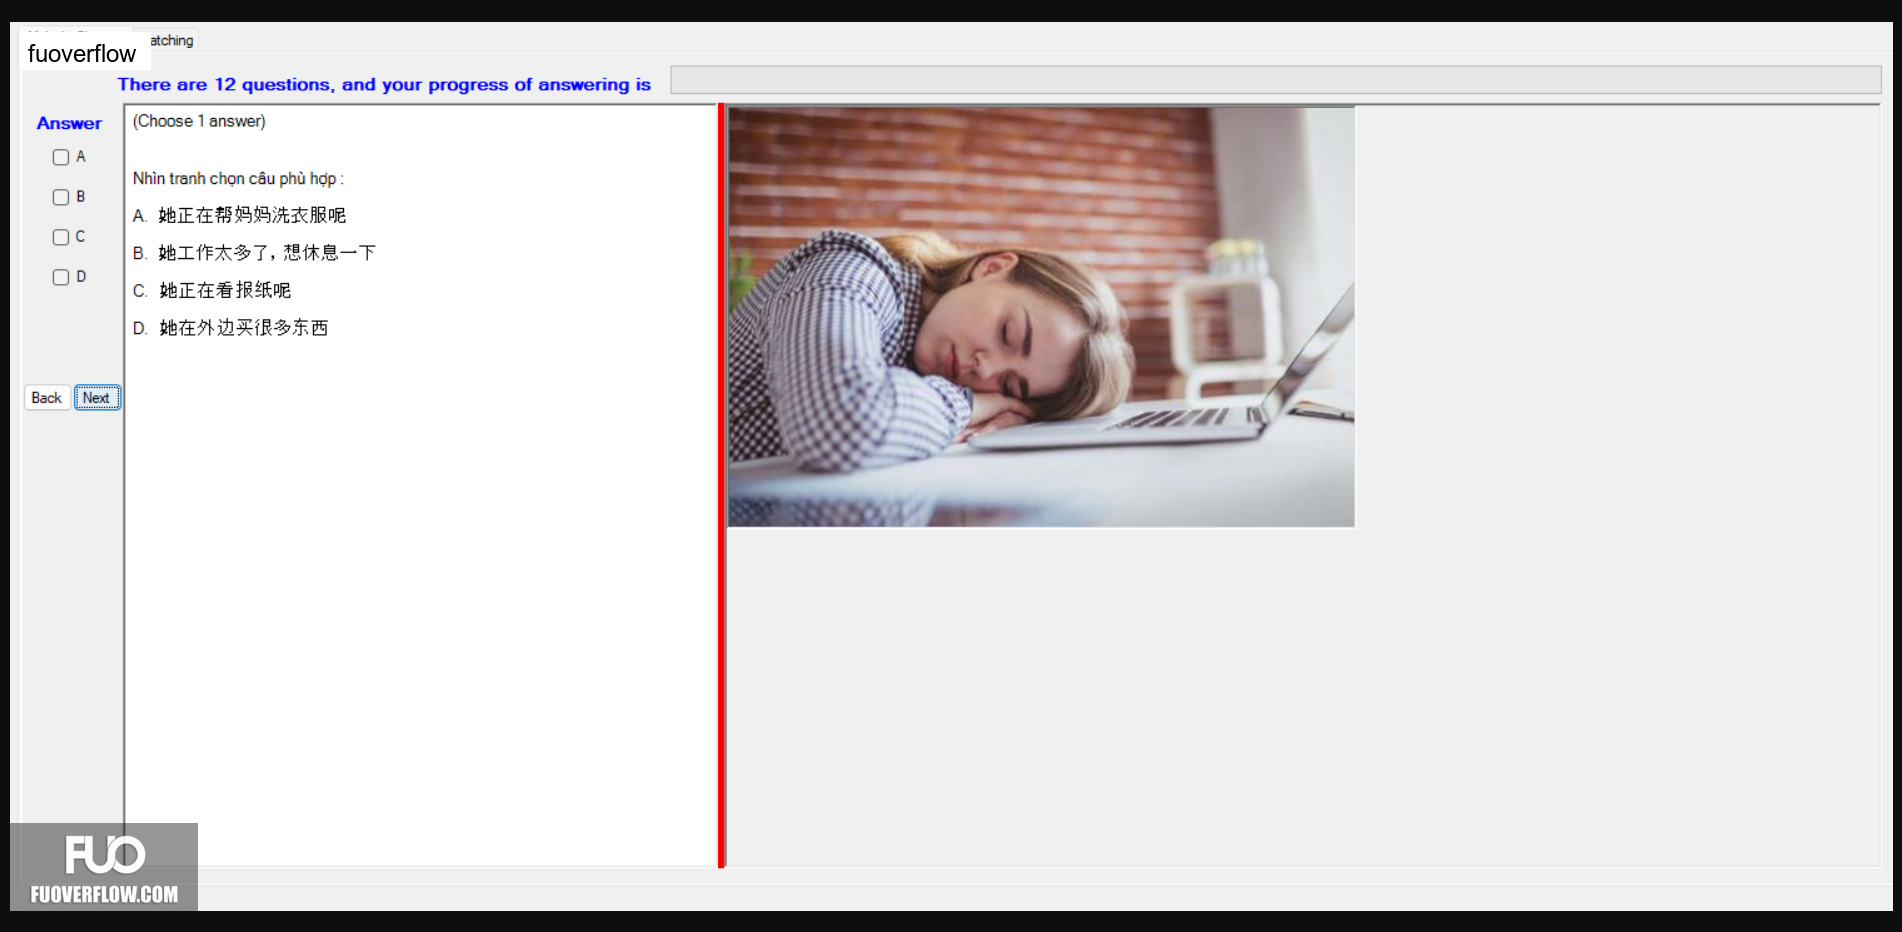 atching
fuoverflow
There are 12 questions, and your progress of answering is
Answer
A
B
C
D
Back
Next
(Choose 1 answer)
Nhìn tranh chọn câu phù hợp :
A. 她正在帮妈妈洗衣服呢
B. 她工作太多了, 想休息一下
C. 她正在看报纸呢
D. 她在外边买很多东西
FUO
FUOVERFLOW.COM